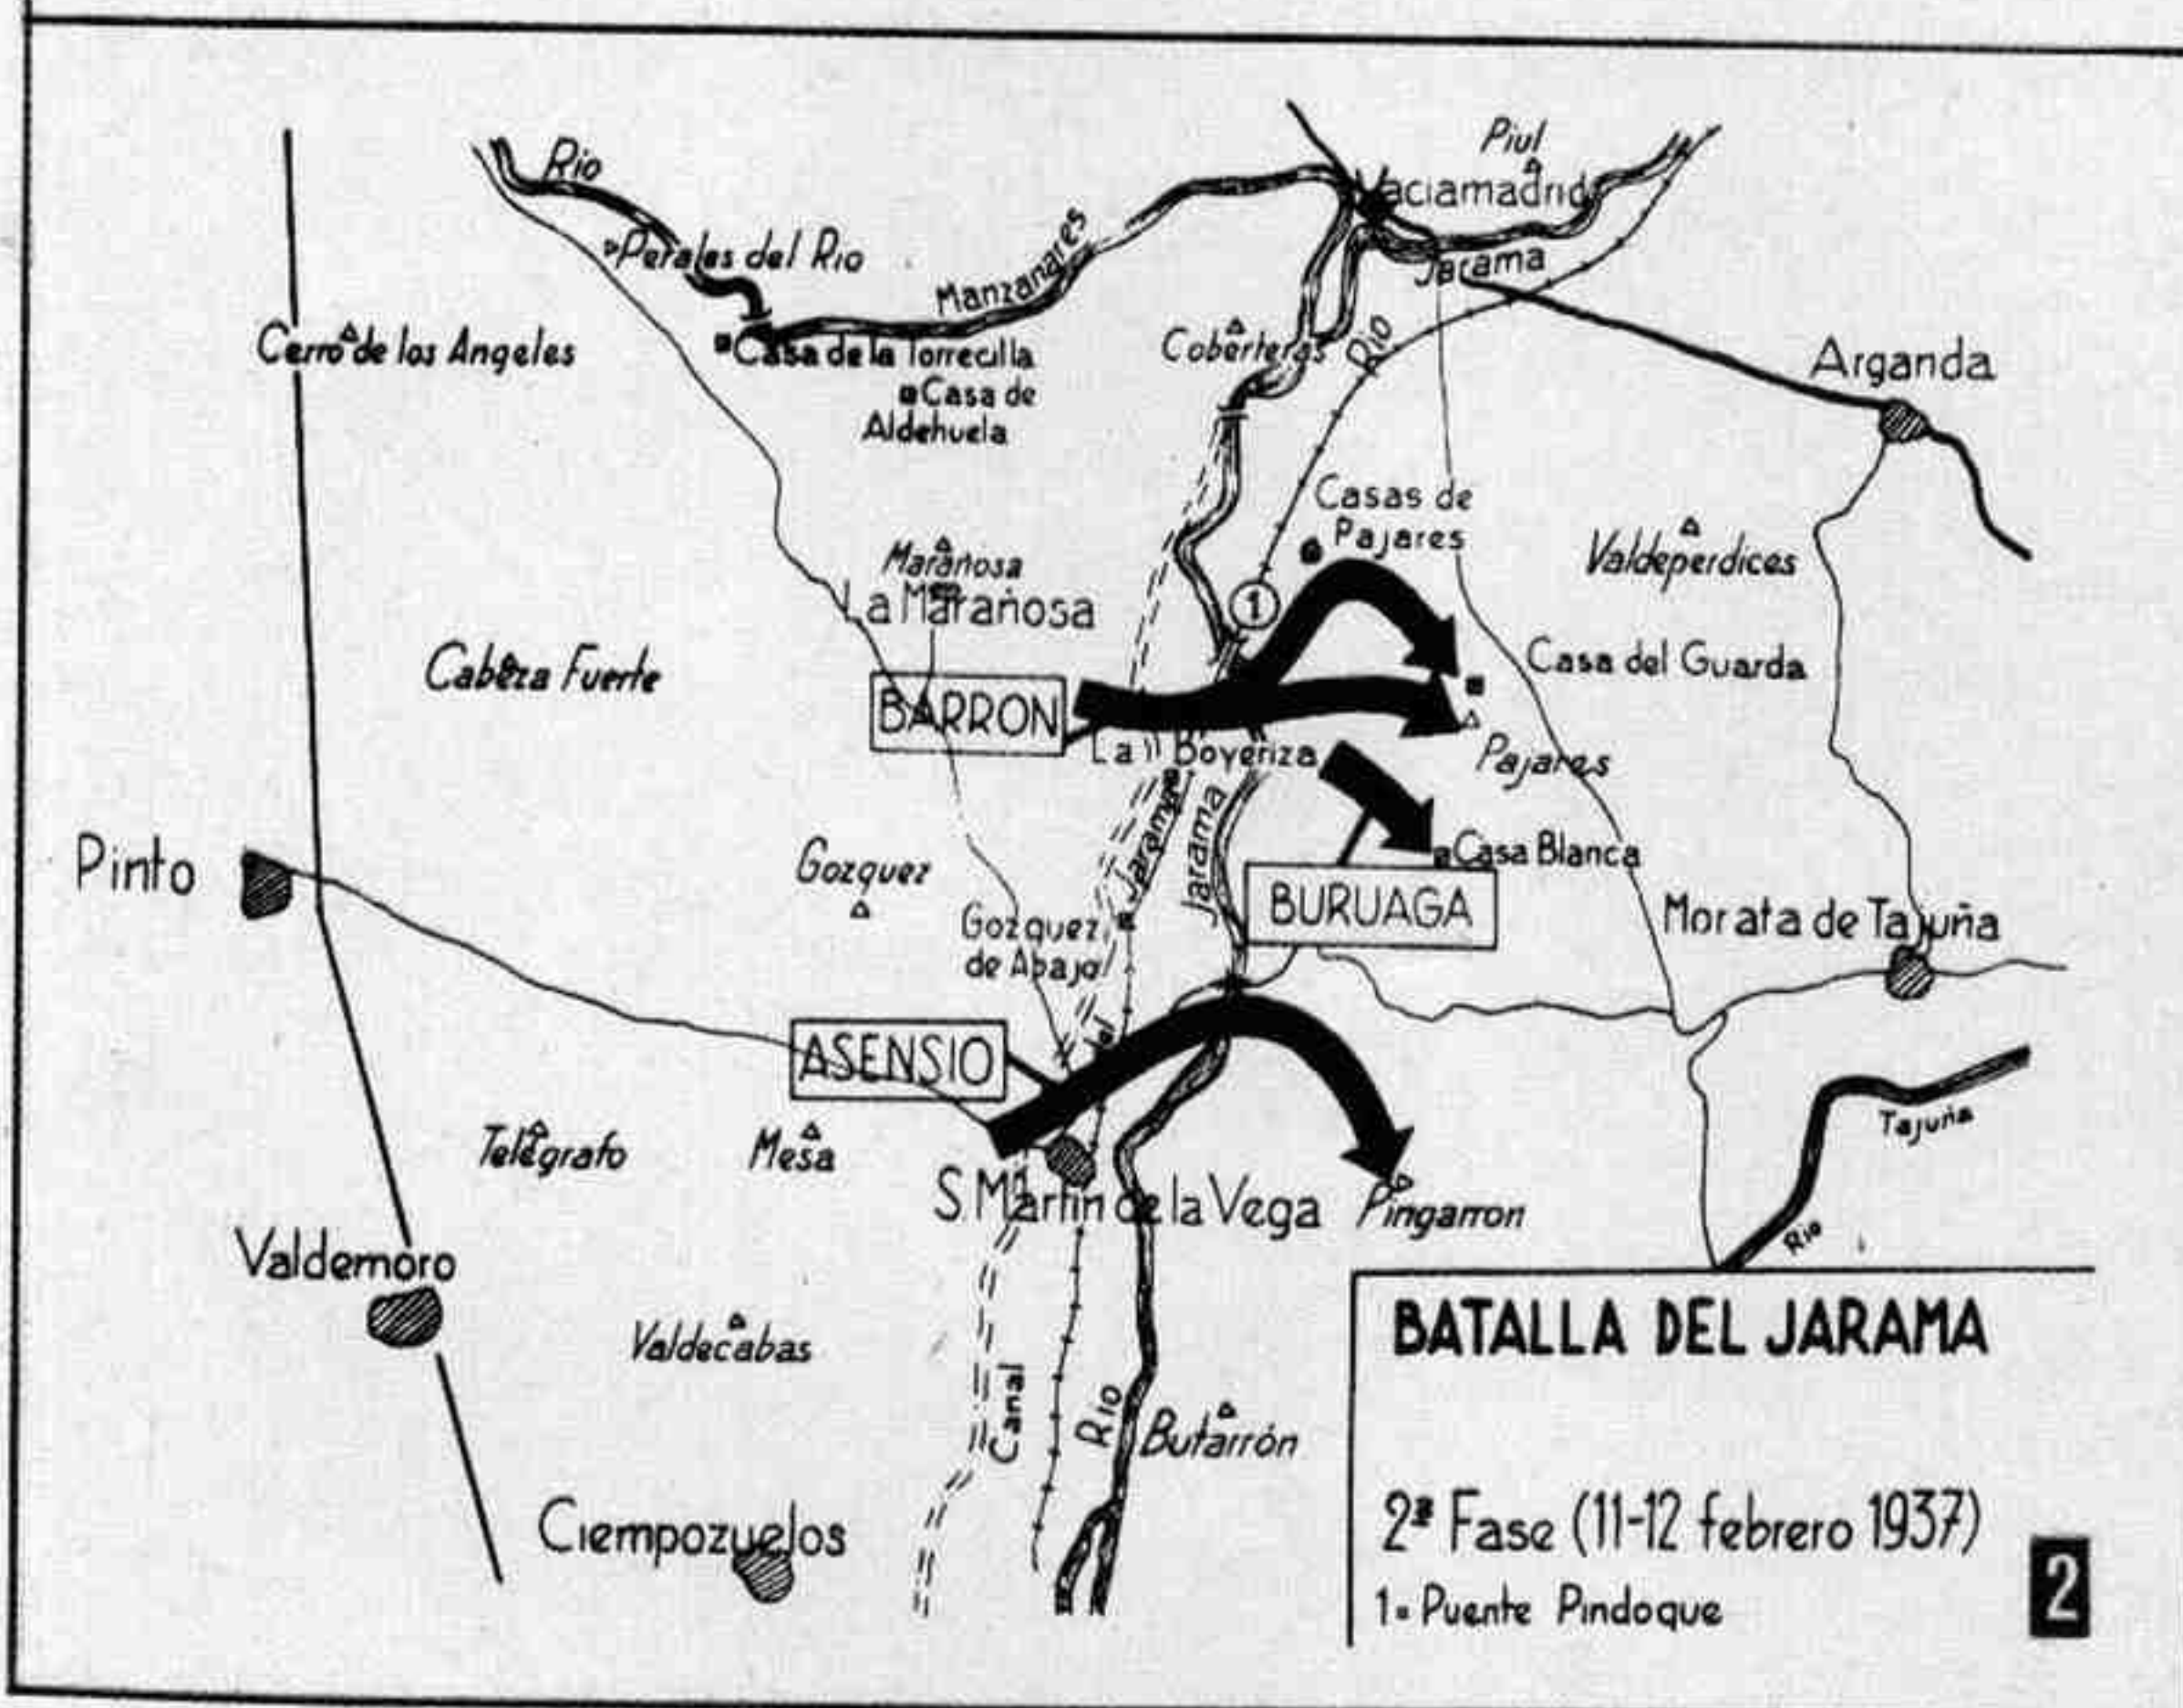 Piul
Rio
Vaciamadrid
Perales del Rio
Manzanares
Jarama
Cerro de los Angeles
Casa de la Torrecilla
Coberteras
Rio
Arganda
Casa de
Aldehuela
Casas de
Pajares
Marañosa
Valdeperdices
La Marañosa
1
Cabeza Fuerte
Casa del Guarda
BARRON
La Boyeriza
Pajares
Jarama
Jarama
Pinto
Gozquez
Casa Blanca
BURUAGA
Gozquez
de Abajo
Morata de Tajuña
ASENSIO
del
Telégrafo
Mesa
Tajuña
S. Martin de la Vega
Pingarron
Rio
Valdemoro
Valdecabas
Canal
Rio
Butarrón
Ciempozuelos
BATALLA DEL JARAMA
2ª Fase (11-12 febrero 1937)
1= Puente Pindoque
2